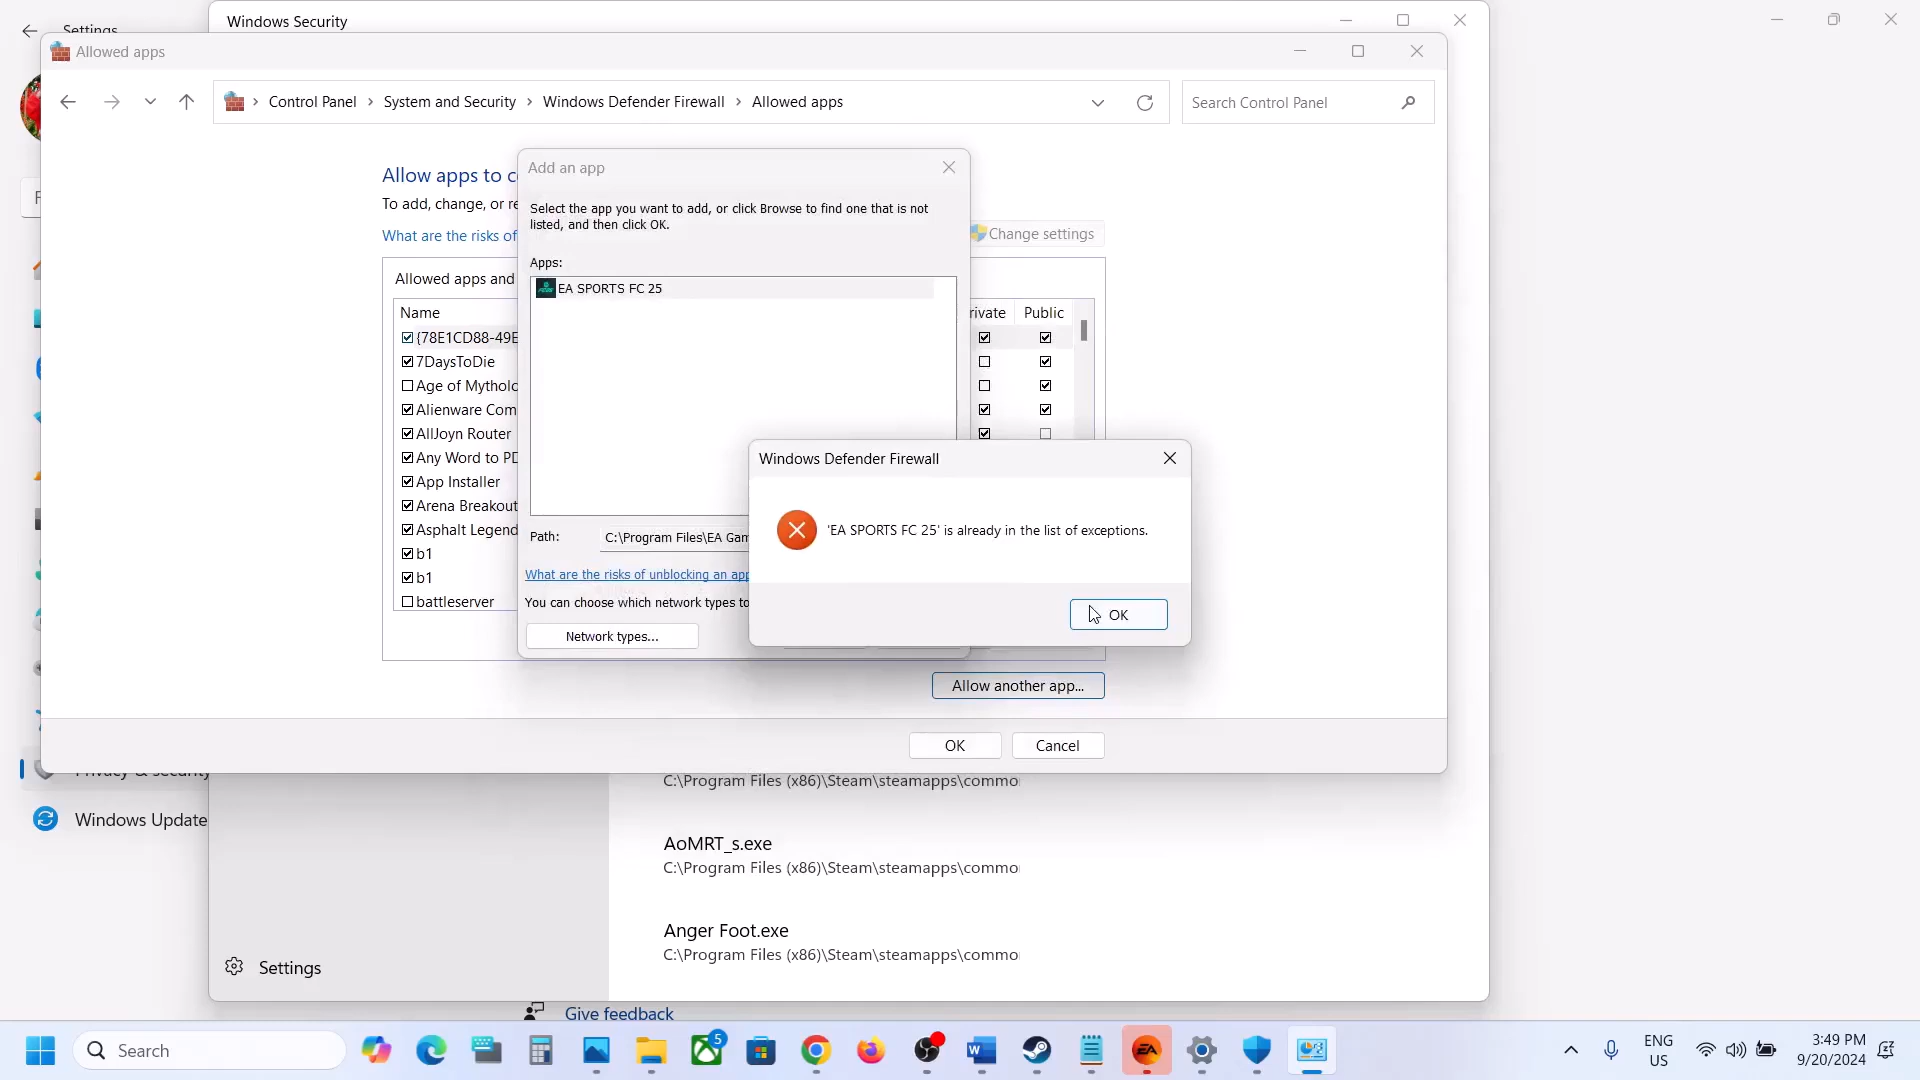 Settings
Windows Security
Allowed apps
Control Panel > System and Security > Windows Defender Firewall > Allowed apps
Search Control Panel
Add an app
Allow apps to c
To add, change, or re
What are the risks of
Change settings
Select the app you want to add, or click Browse to find one that is not
listed, and then click OK.
Apps:
EA SPORTS FC 25
Allowed apps and
Name
rivate
Public
{78E1CD88-49E
7DaysToDie
Age of Mytholo
Alienware Com
AllJoyn Router
Any Word to PD
App Installer
Arena Breakout
Asphalt Legend
b1
b1
battleserver
Path:
C:\Program Files\EA Gam
What are the risks of unblocking an app
You can choose which network types to
Network types...
Windows Defender Firewall
'EA SPORTS FC 25' is already in the list of exceptions.
OK
Allow another app...
OK
Cancel
Privacy & security
Windows Update
C:\Program Files (x86)\Steam\steamapps\commo
AoMRT_s.exe
C:\Program Files (x86)\Steam\steamapps\commo
Anger Foot.exe
C:\Program Files (x86)\Steam\steamapps\commo
Settings
Give feedback
Search
5
ENG
US
3:49 PM
9/20/2024